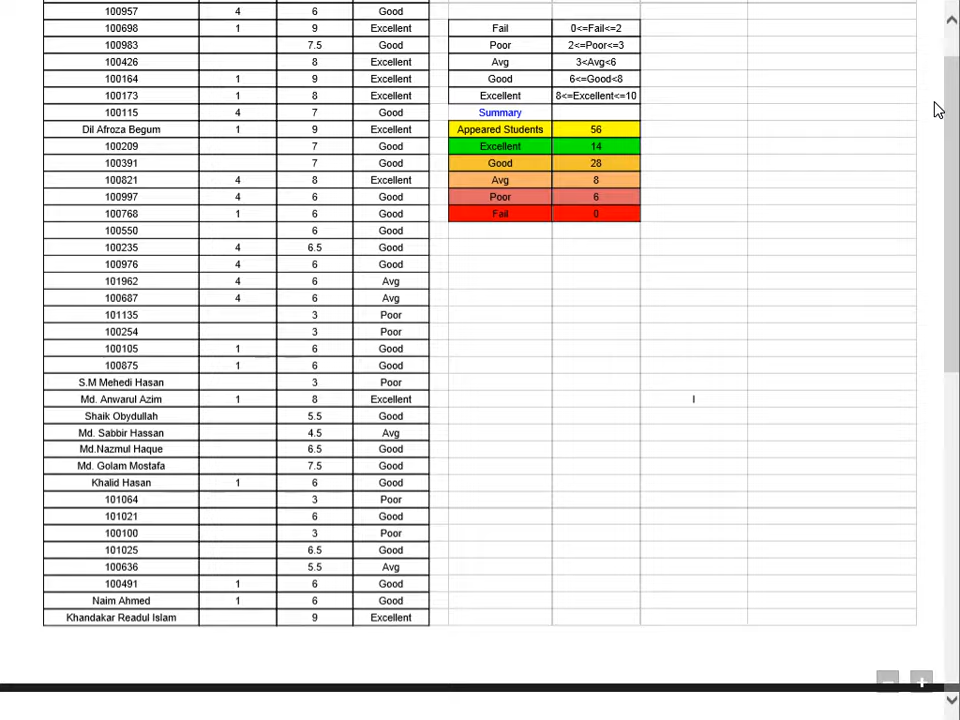 100957 4 6 Good
100698 1 9 Excellent Fail 0<=Fail<=2
100983 7.5 Good Poor 2<=Poor<=3
100426 8 Excellent Avg 3<Avg<6
100164 1 9 Excellent Good 6<=Good<8
100173 1 8 Excellent Excellent 8<=Excellent<=10
100115 4 7 Good Summary
Dil Afroza Begum 1 9 Excellent Appeared Students 56
100209 7 Good Excellent 14
100391 7 Good Good 28
100821 4 8 Excellent Avg 8
100997 4 6 Good Poor 6
100768 1 6 Good Fail 0
100550 6 Good
100235 4 6.5 Good
100976 4 6 Good
101962 4 6 Avg
100687 4 6 Avg
101135 3 Poor
100254 3 Poor
100105 1 6 Good
100875 1 6 Good
S.M Mehedi Hasan 3 Poor
Md. Anwarul Azim 1 8 Excellent
Shaik Obydullah 5.5 Good
Md. Sabbir Hassan 4.5 Avg
Md.Nazmul Haque 6.5 Good
Md. Golam Mostafa 7.5 Good
Khalid Hasan 1 6 Good
101064 3 Poor
101021 6 Good
100100 3 Poor
101025 6.5 Good
100636 5.5 Avg
100491 1 6 Good
Naim Ahmed 1 6 Good
Khandakar Readul Islam 9 Excellent